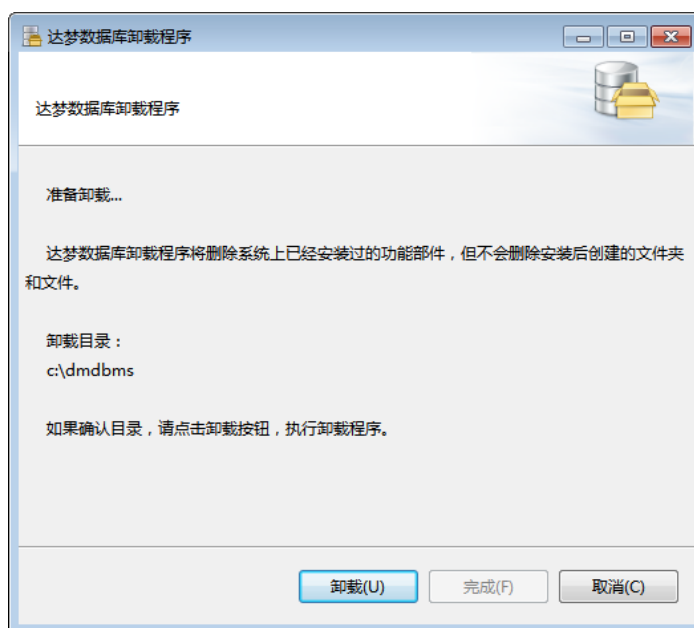 达梦数据库卸载程序
达梦数据库卸载程序
准备卸载...
达梦数据库卸载程序将删除系统上已经安装过的功能部件，但不会删除安装后创建的文件夹
和文件。
卸载目录：
c:\dmdbms
如果确认目录，请点击卸载按钮，执行卸载程序。
卸载(U) 完成(F) 取消(C)